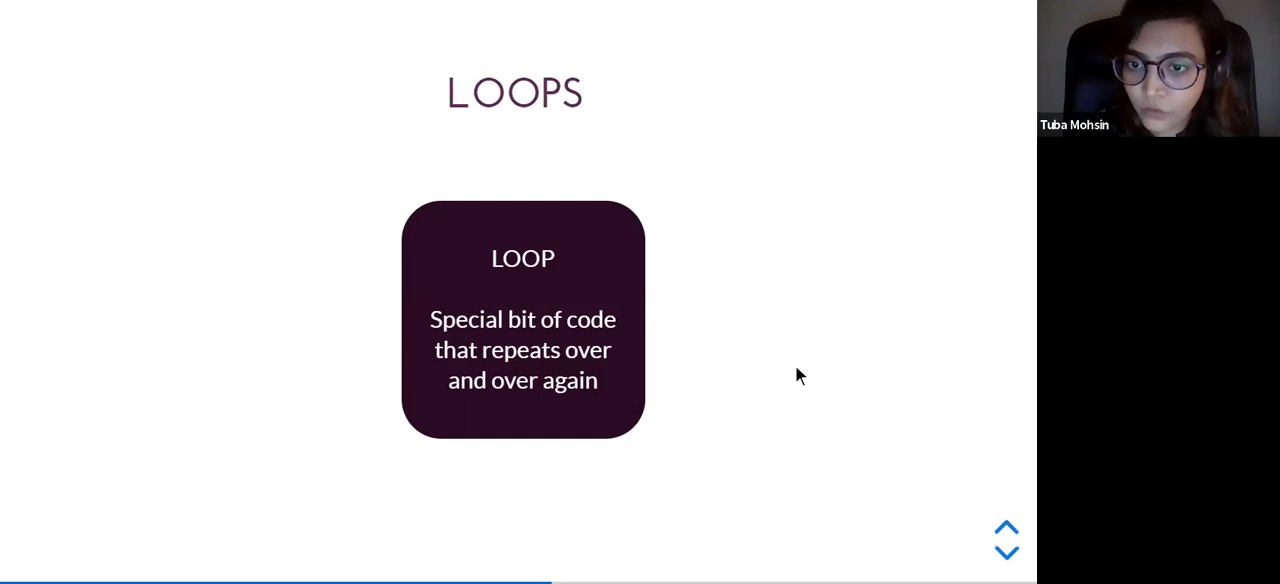 LOOPS
LOOP
Special bit of code
that repeats over
and over again
Tuba Mohsin